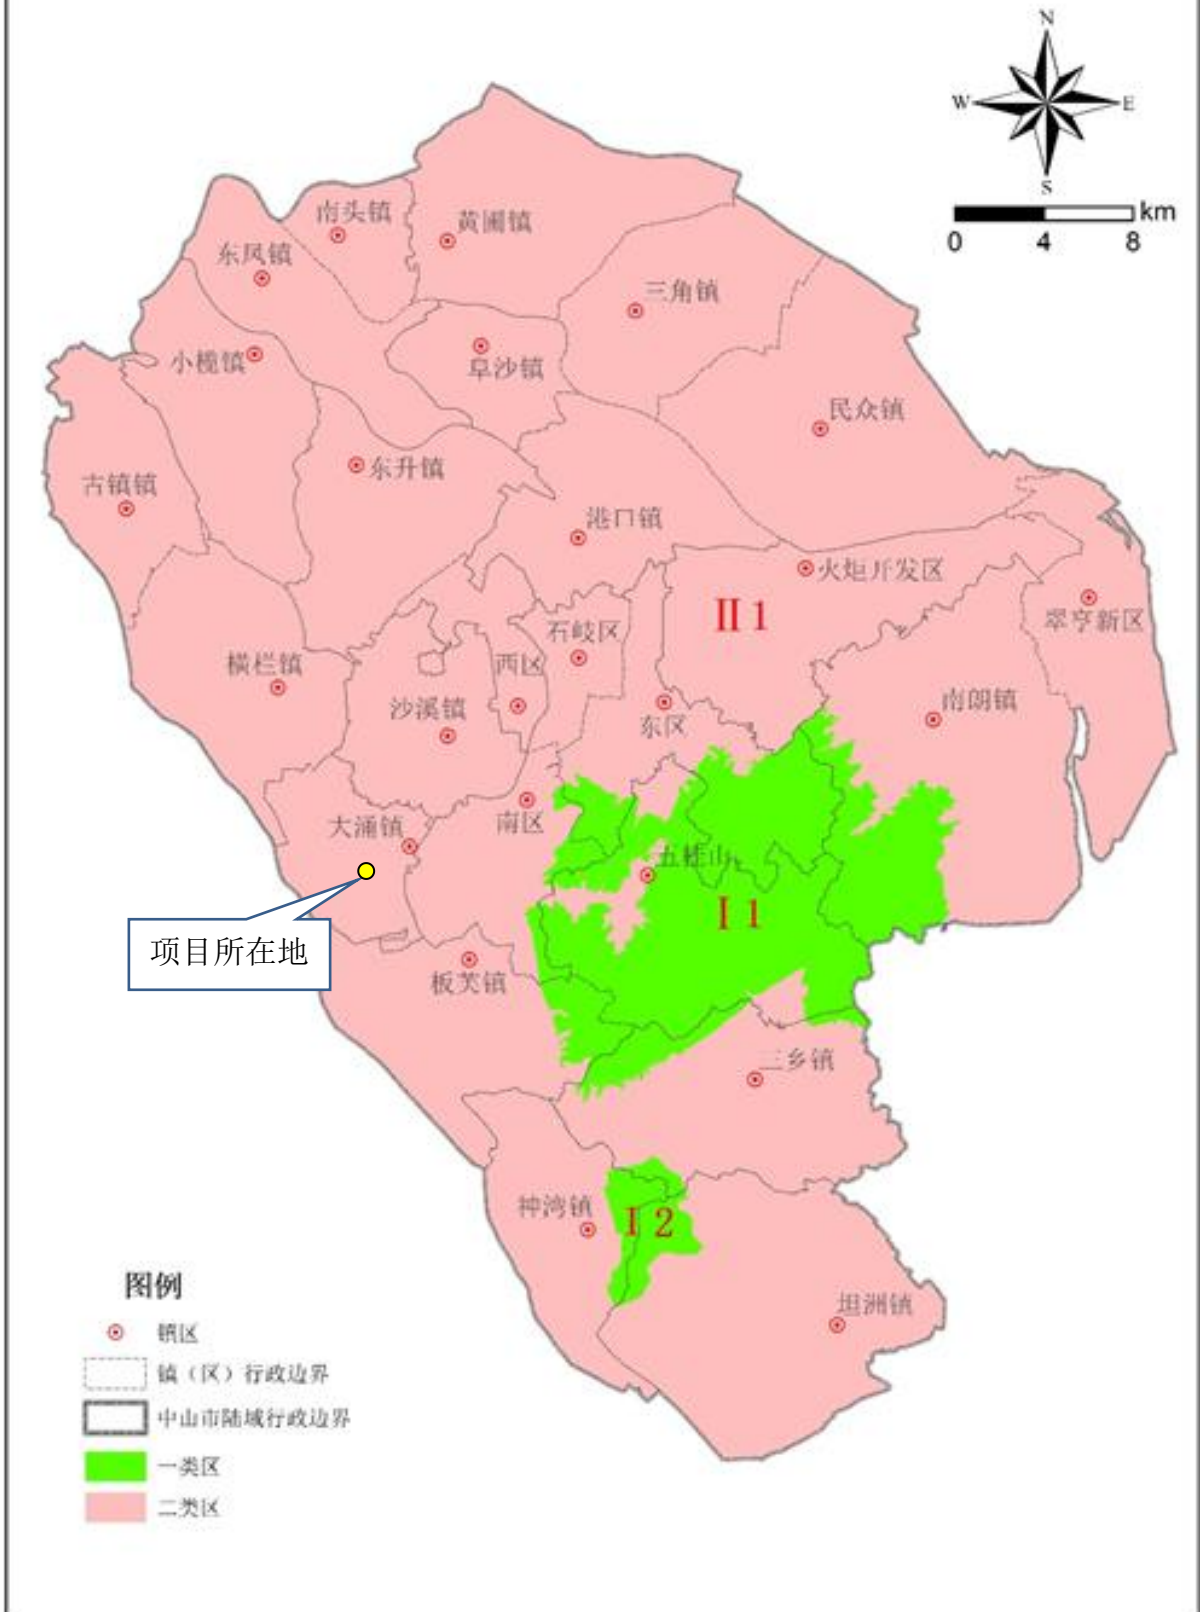 N
W
E
S
km
0 4 8
南头镇
黄圃镇
东凤镇
三角镇
小榄镇
阜沙镇
民众镇
古镇镇
东升镇
港口镇
火炬开发区
翠亨新区
II 1
石岐区
西区
横栏镇
沙溪镇
东区
南朗镇
大涌镇
南区
五桂山
I 1
项目所在地
板芙镇
三乡镇
神湾镇
I 2
坦洲镇
图例
镇区
镇（区）行政边界
中山市陆域行政边界
一类区
二类区